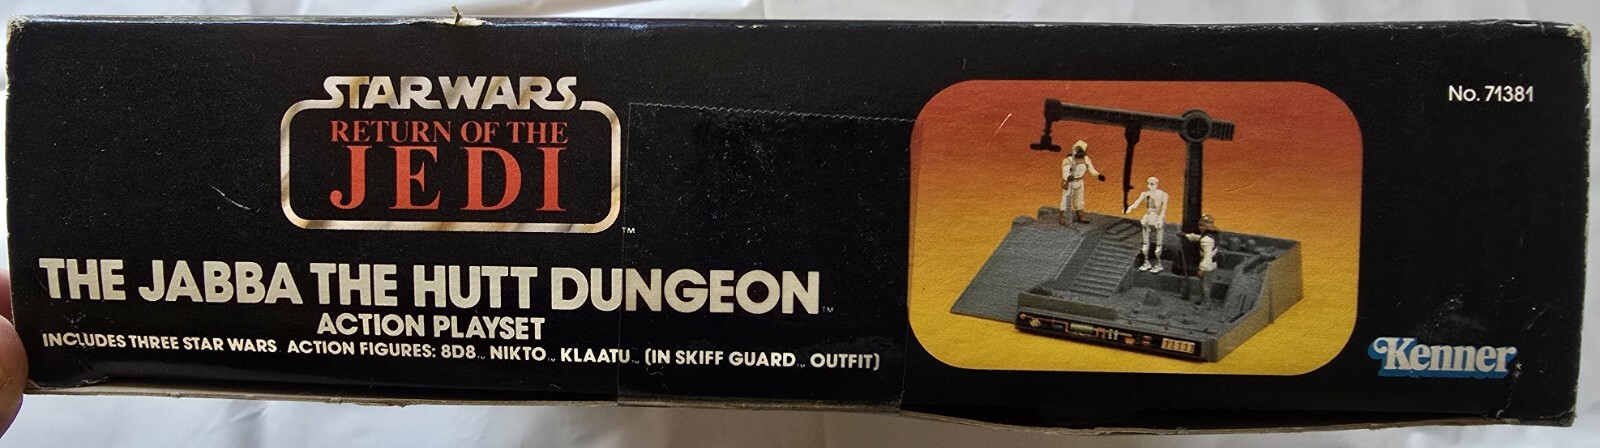 STAR WARS
RETURN OF THE
JEDI
TM
THE JABBA THE HUTT DUNGEON™
ACTION PLAYSET
INCLUDES THREE STAR WARS ACTION FIGURES: 8D8™ NIKTO™ KLAATU™ (IN SKIFF GUARD™ OUTFIT)
No. 71381
Kenner